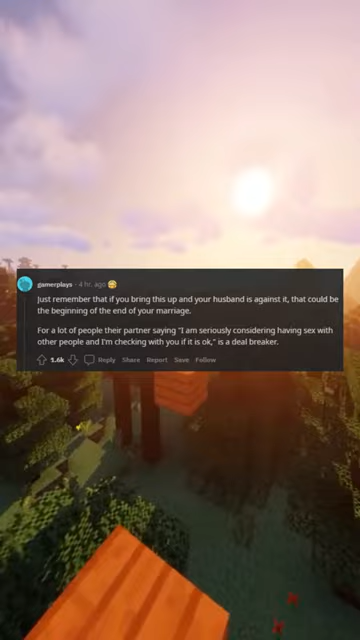 gamerplays · 4 hr. ago
Just remember that if you bring this up and your husband is against it, that could be
the beginning of the end of your marriage.
For a lot of people their partner saying "I am seriously considering having sex with
other people and I'm checking with you if it is ok," is a deal breaker.
1.6k Reply Share Report Save Follow